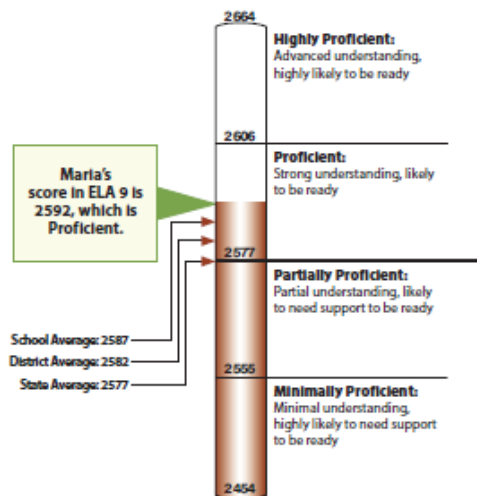 2664
Highly Proficient:
Advanced understanding,
highly likely to be ready
2606
Proficient:
Strong understanding, likely
to be ready
Maria's
score in ELA 9 is
2592, which is
Proficient.
2577
Partially Proficient:
Partial understanding, likely
to need support to be ready
School Average: 2587
District Average: 2582
State Average: 2577
2555
Minimally Proficient:
Minimal understanding,
highly likely to need support
to be ready
2454